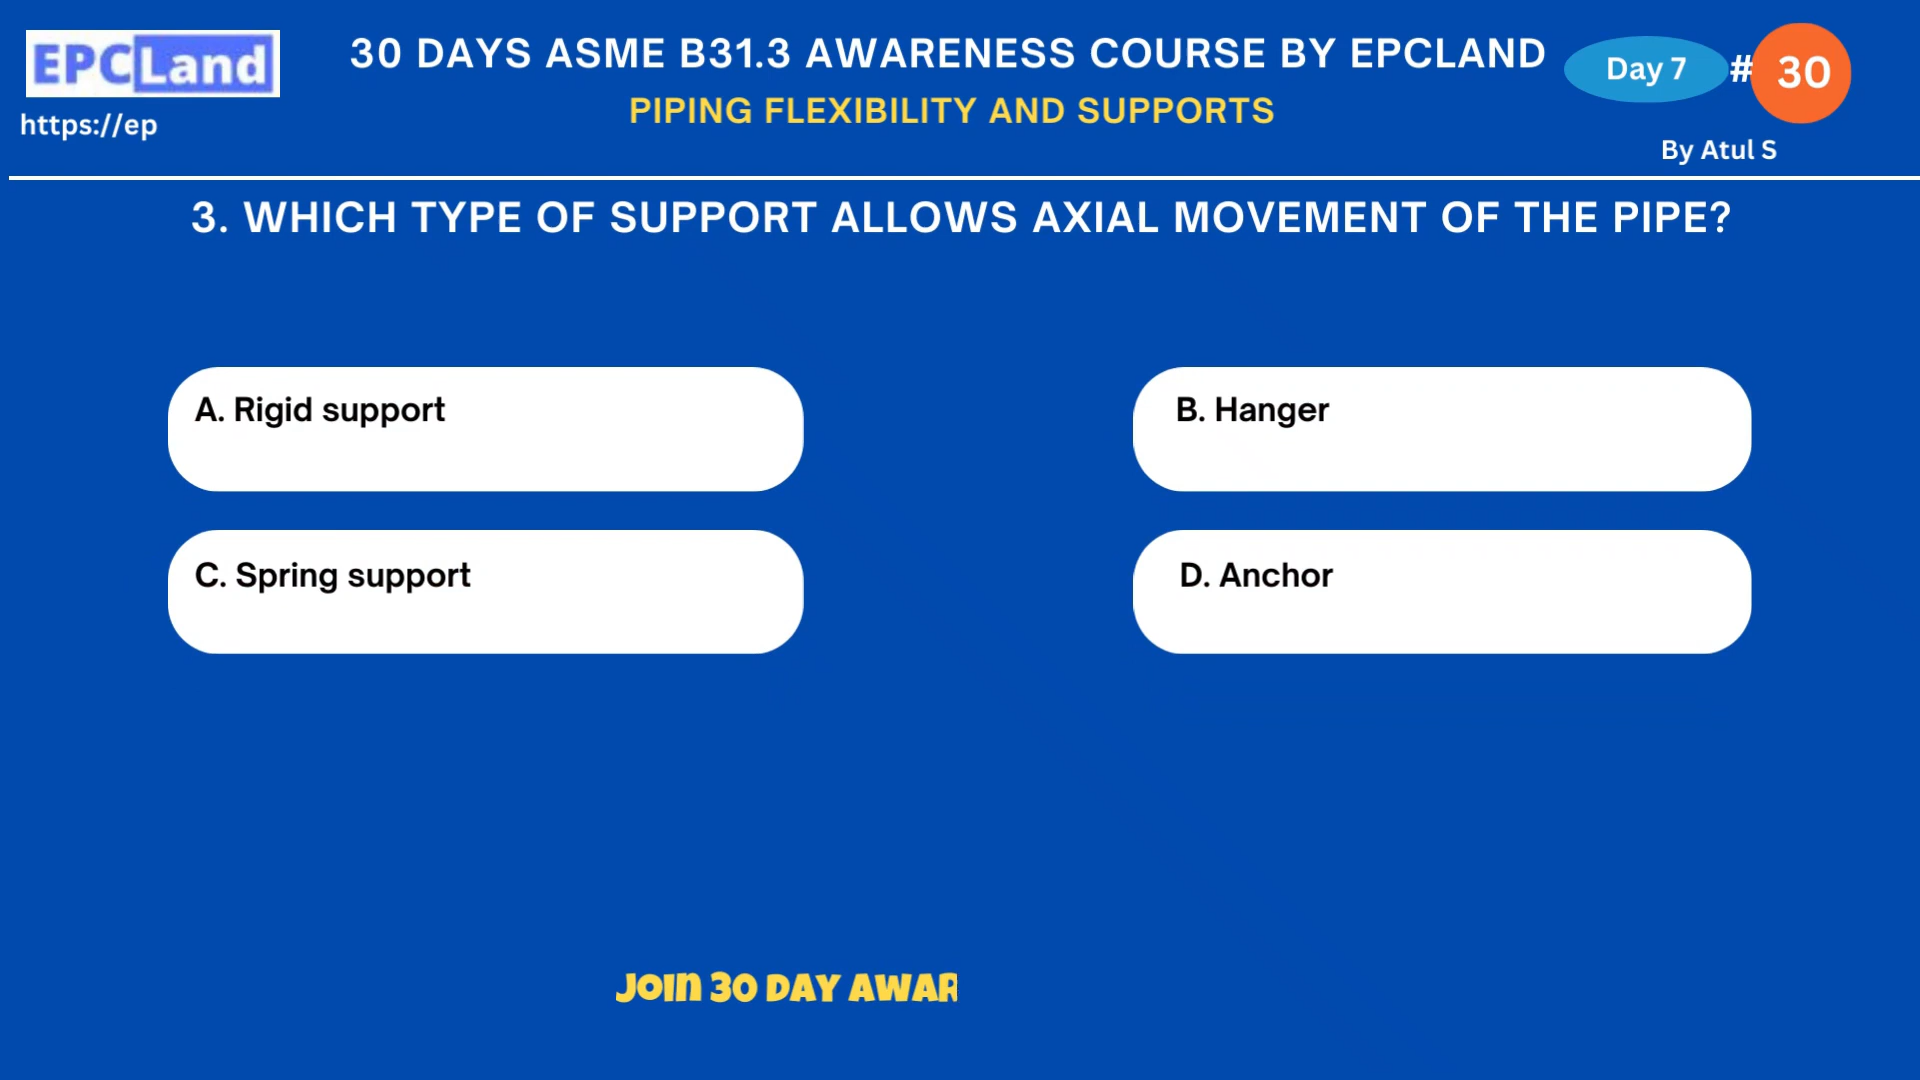 EPCLand
30 DAYS ASME B31.3 AWARENESS COURSE BY EPCLAND
Day 7 # 30
PIPING FLEXIBILITY AND SUPPORTS
https://ep
By Atul S
3. WHICH TYPE OF SUPPORT ALLOWS AXIAL MOVEMENT OF THE PIPE?
A. Rigid support
B. Hanger
C. Spring support
D. Anchor
Join 30 Day Awar